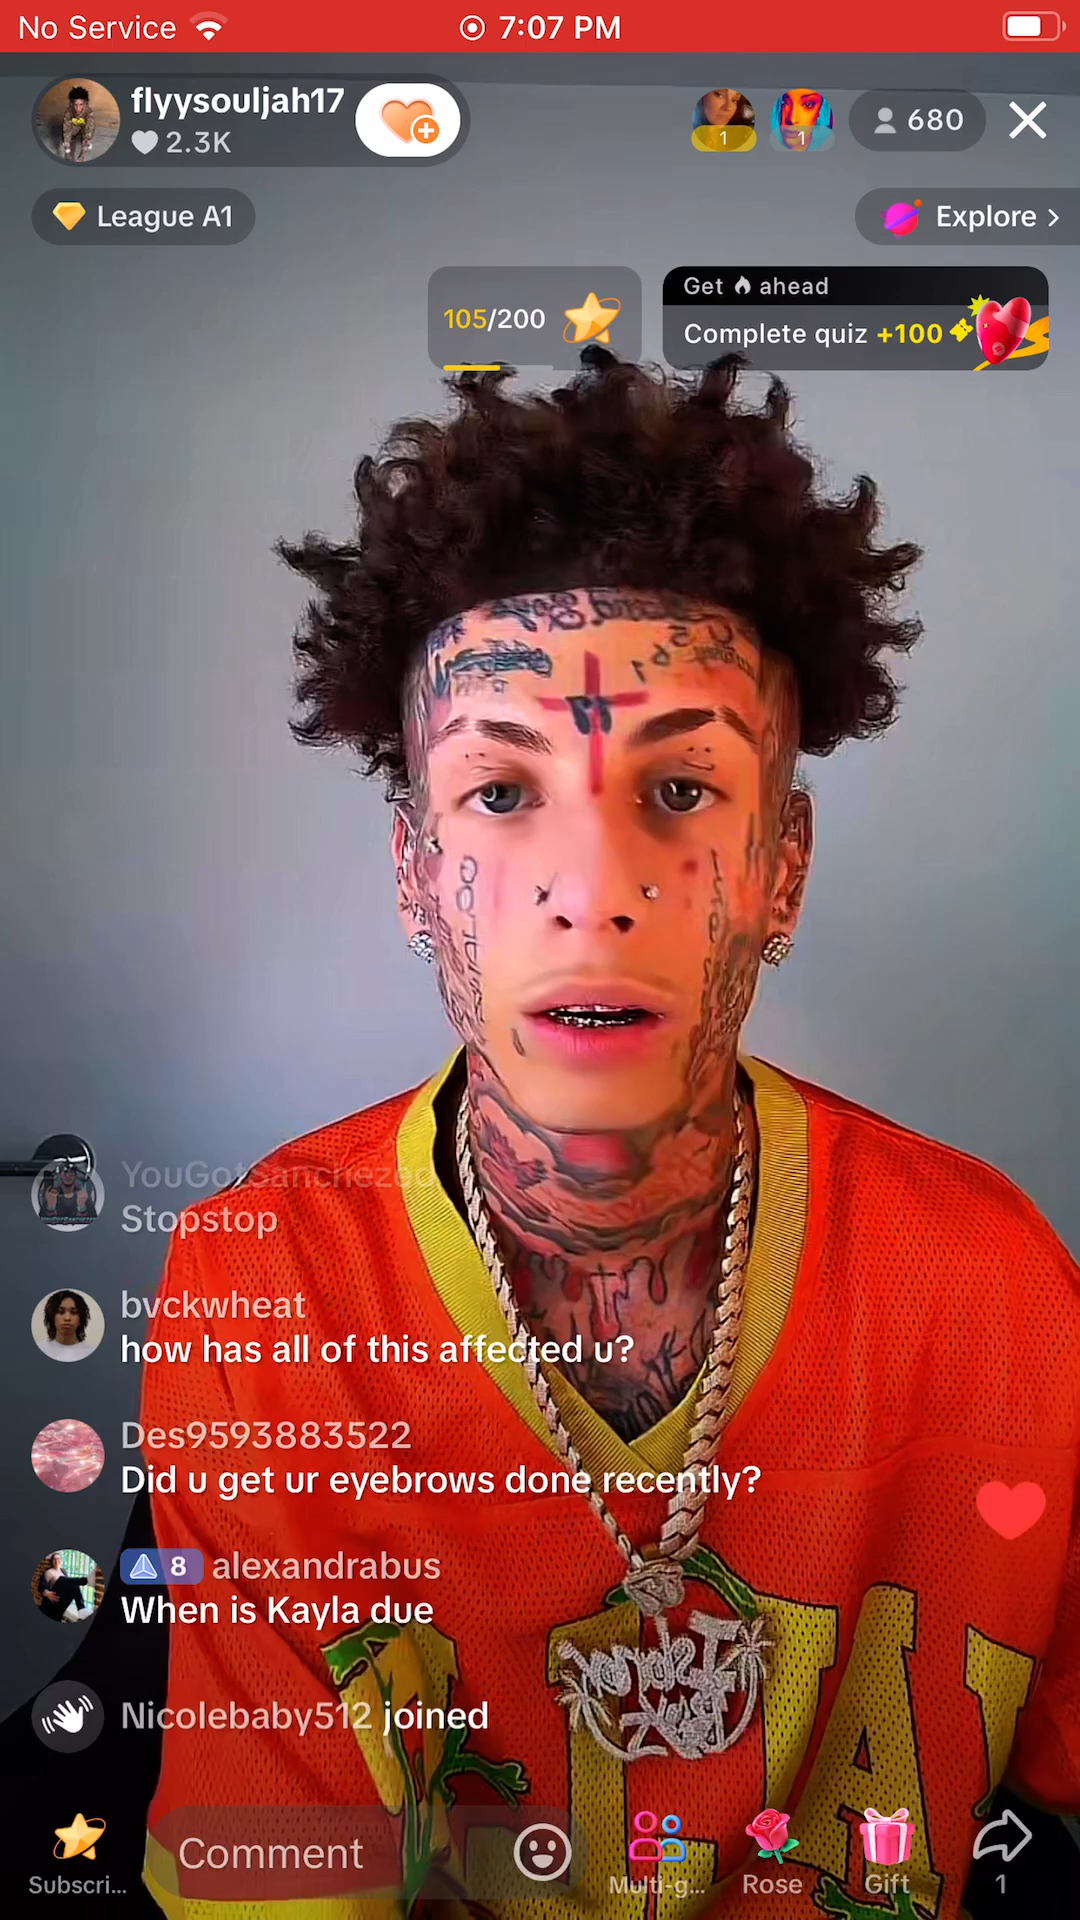 No Service 7:07 PM
flyysouljah17
2.3K
1
1
680
League A1
Explore >
105/200
Get ahead
Complete quiz +100
YouGotSanchezed
Stopstop
bvckwheat
how has all of this affected u?
Des9593883522
Did u get ur eyebrows done recently?
8 alexandrabus
When is Kayla due
Nicolebaby512 joined
Comment
Subscri...
Multi-g...
Rose
Gift
1